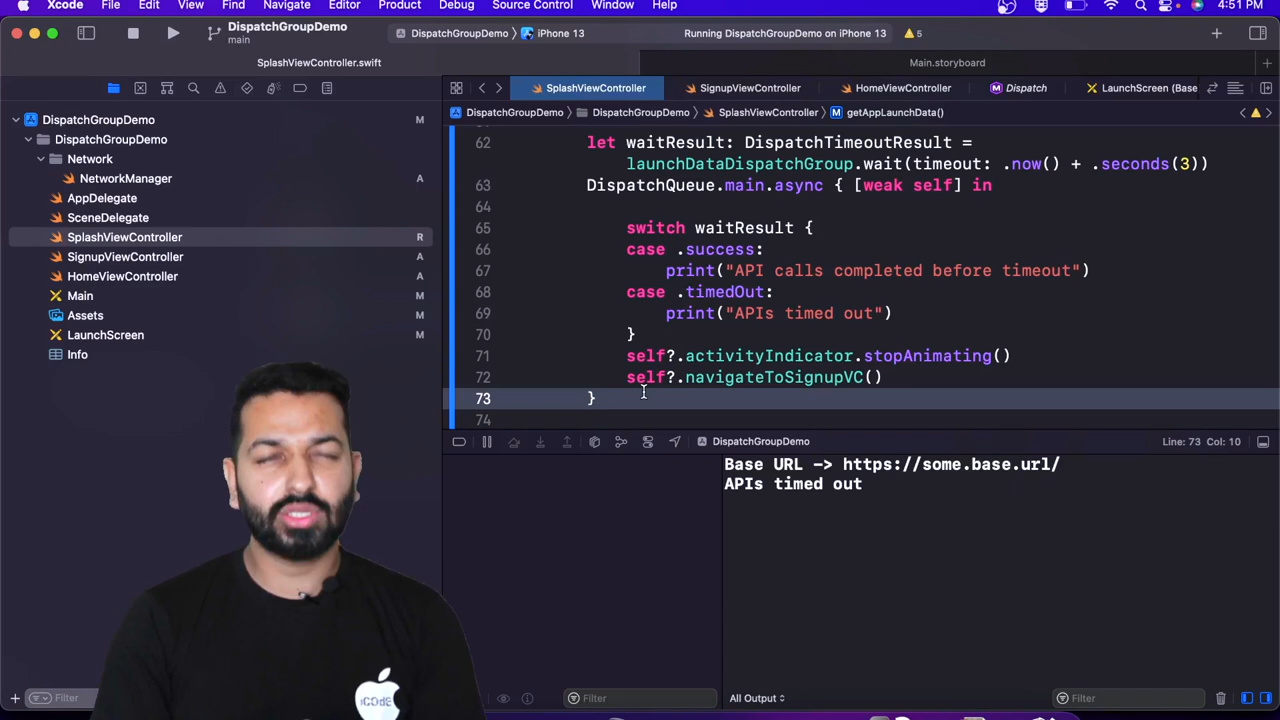 Xcode File Edit View Find Navigate Editor Product Debug Source Control Window Help 4:51 PM
DispatchGroupDemo
main
DispatchGroupDemo iPhone 13
Running DispatchGroupDemo on iPhone 13
5
SplashViewController.swift
Main.storyboard
SplashViewController
SignupViewController
HomeViewController
Dispatch
LaunchScreen (Base
DispatchGroupDemo DispatchGroupDemo SplashViewController M getAppLaunchData()
DispatchGroupDemo M
DispatchGroupDemo
Network
NetworkManager A
AppDelegate
SceneDelegate
SplashViewController R
SignupViewController A
HomeViewController A
Main M
Assets M
LaunchScreen M
Info
62 let waitResult: DispatchTimeoutResult =
launchDataDispatchGroup.wait(timeout: .now() + .seconds(3))
63 DispatchQueue.main.async { [weak self] in
64
65 switch waitResult {
66 case .success:
67 print("API calls completed before timeout")
68 case .timedOut:
69 print("APIs timed out")
70 }
71 self?.activityIndicator.stopAnimating()
72 self?.navigateToSignupVC()
73 }
74
DispatchGroupDemo
Line: 73 Col: 10
Base URL -> https://some.base.url/
APIs timed out
iCODE
Filter
Filter
All Output
Filter